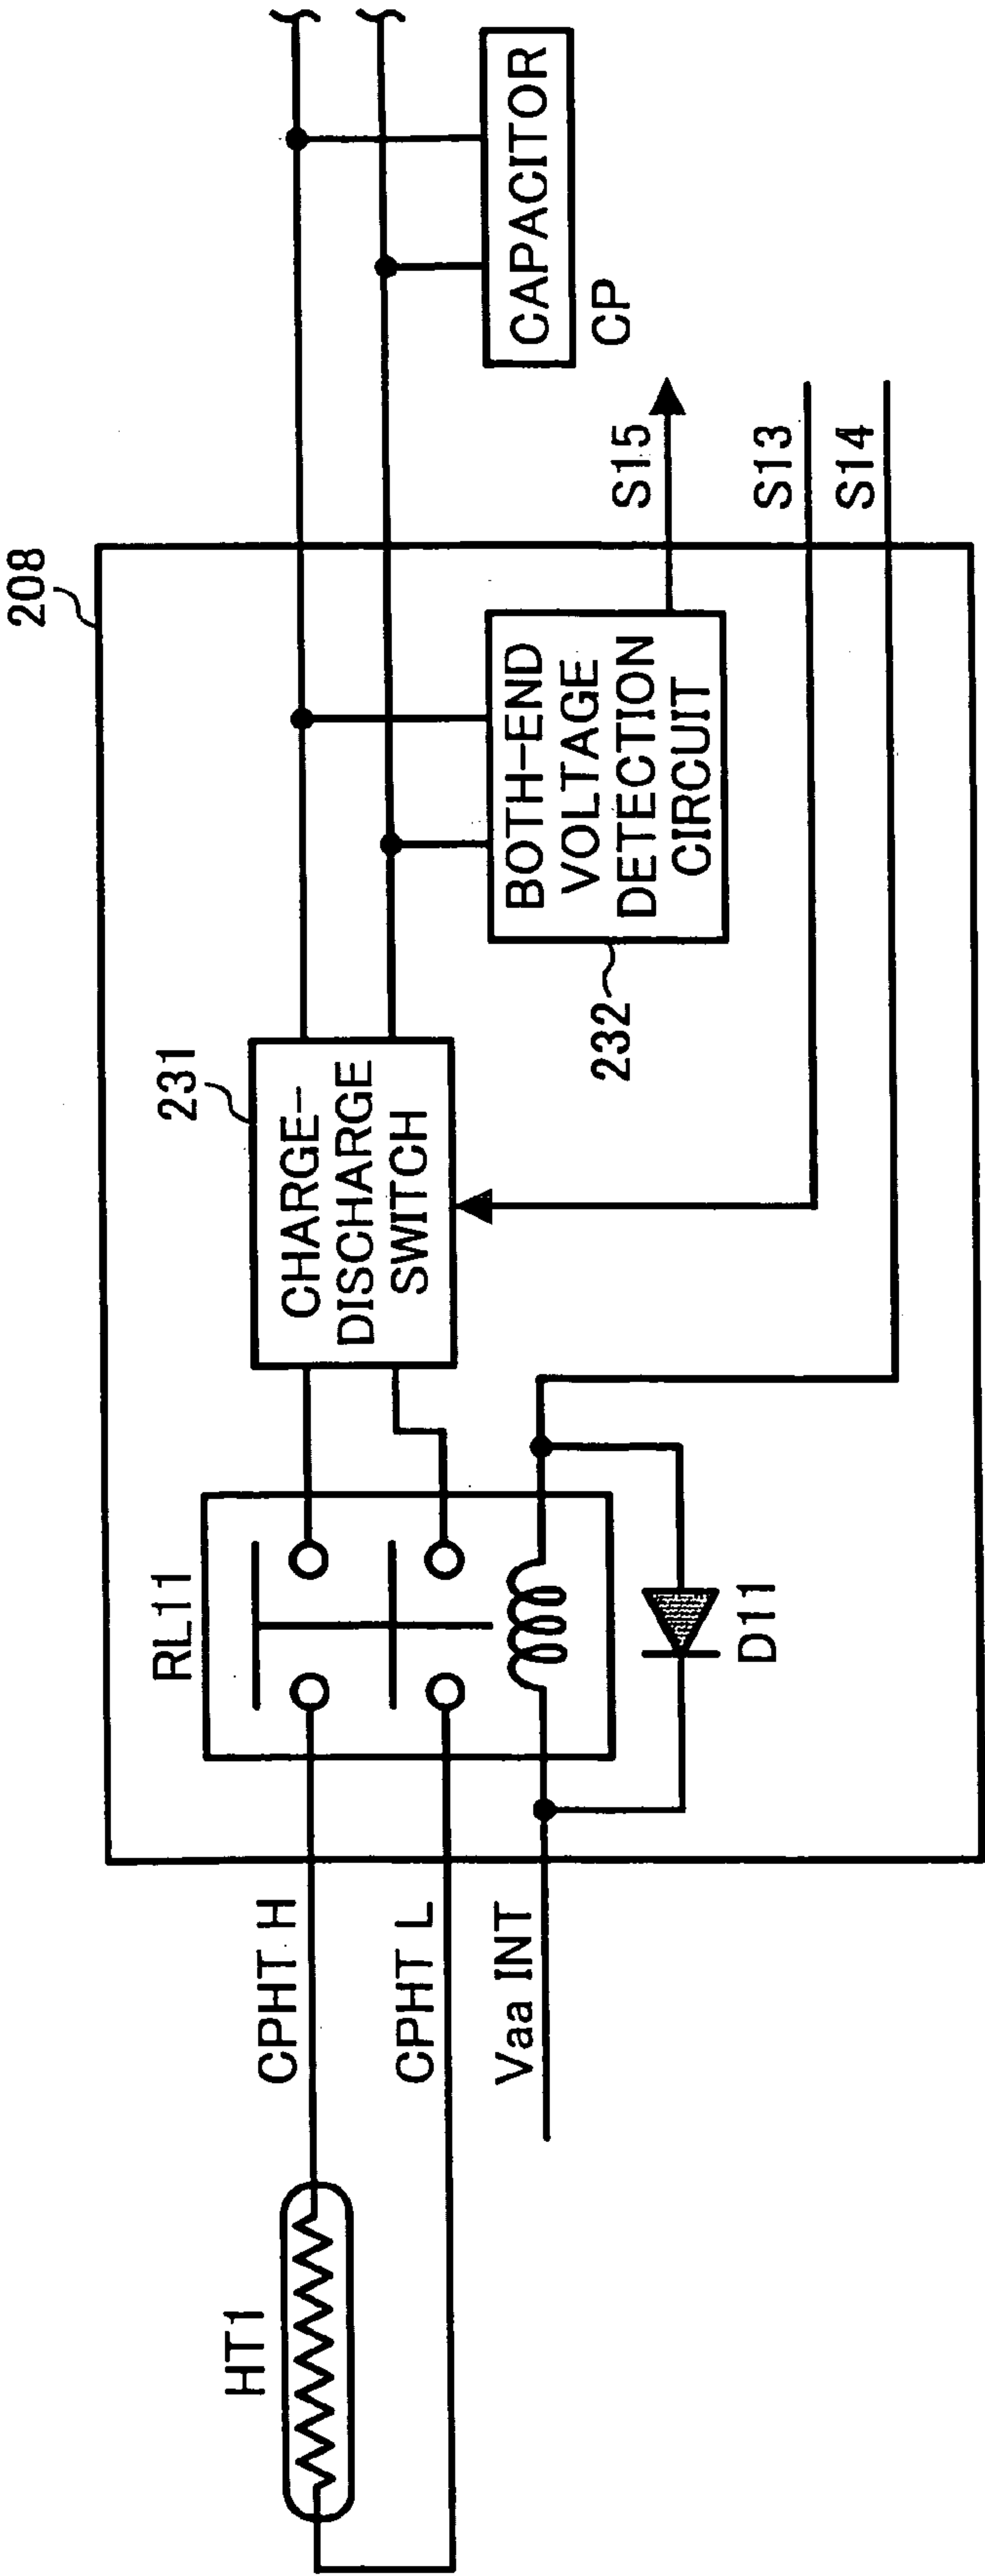 208
231
CHARGE-
DISCHARGE
SWITCH
RL11
HT1
CPHT H
CPHT L
Vaa INT
D11
232
BOTH-END
VOLTAGE
DETECTION
CIRCUIT
S15
S13
S14
CAPACITOR
CP